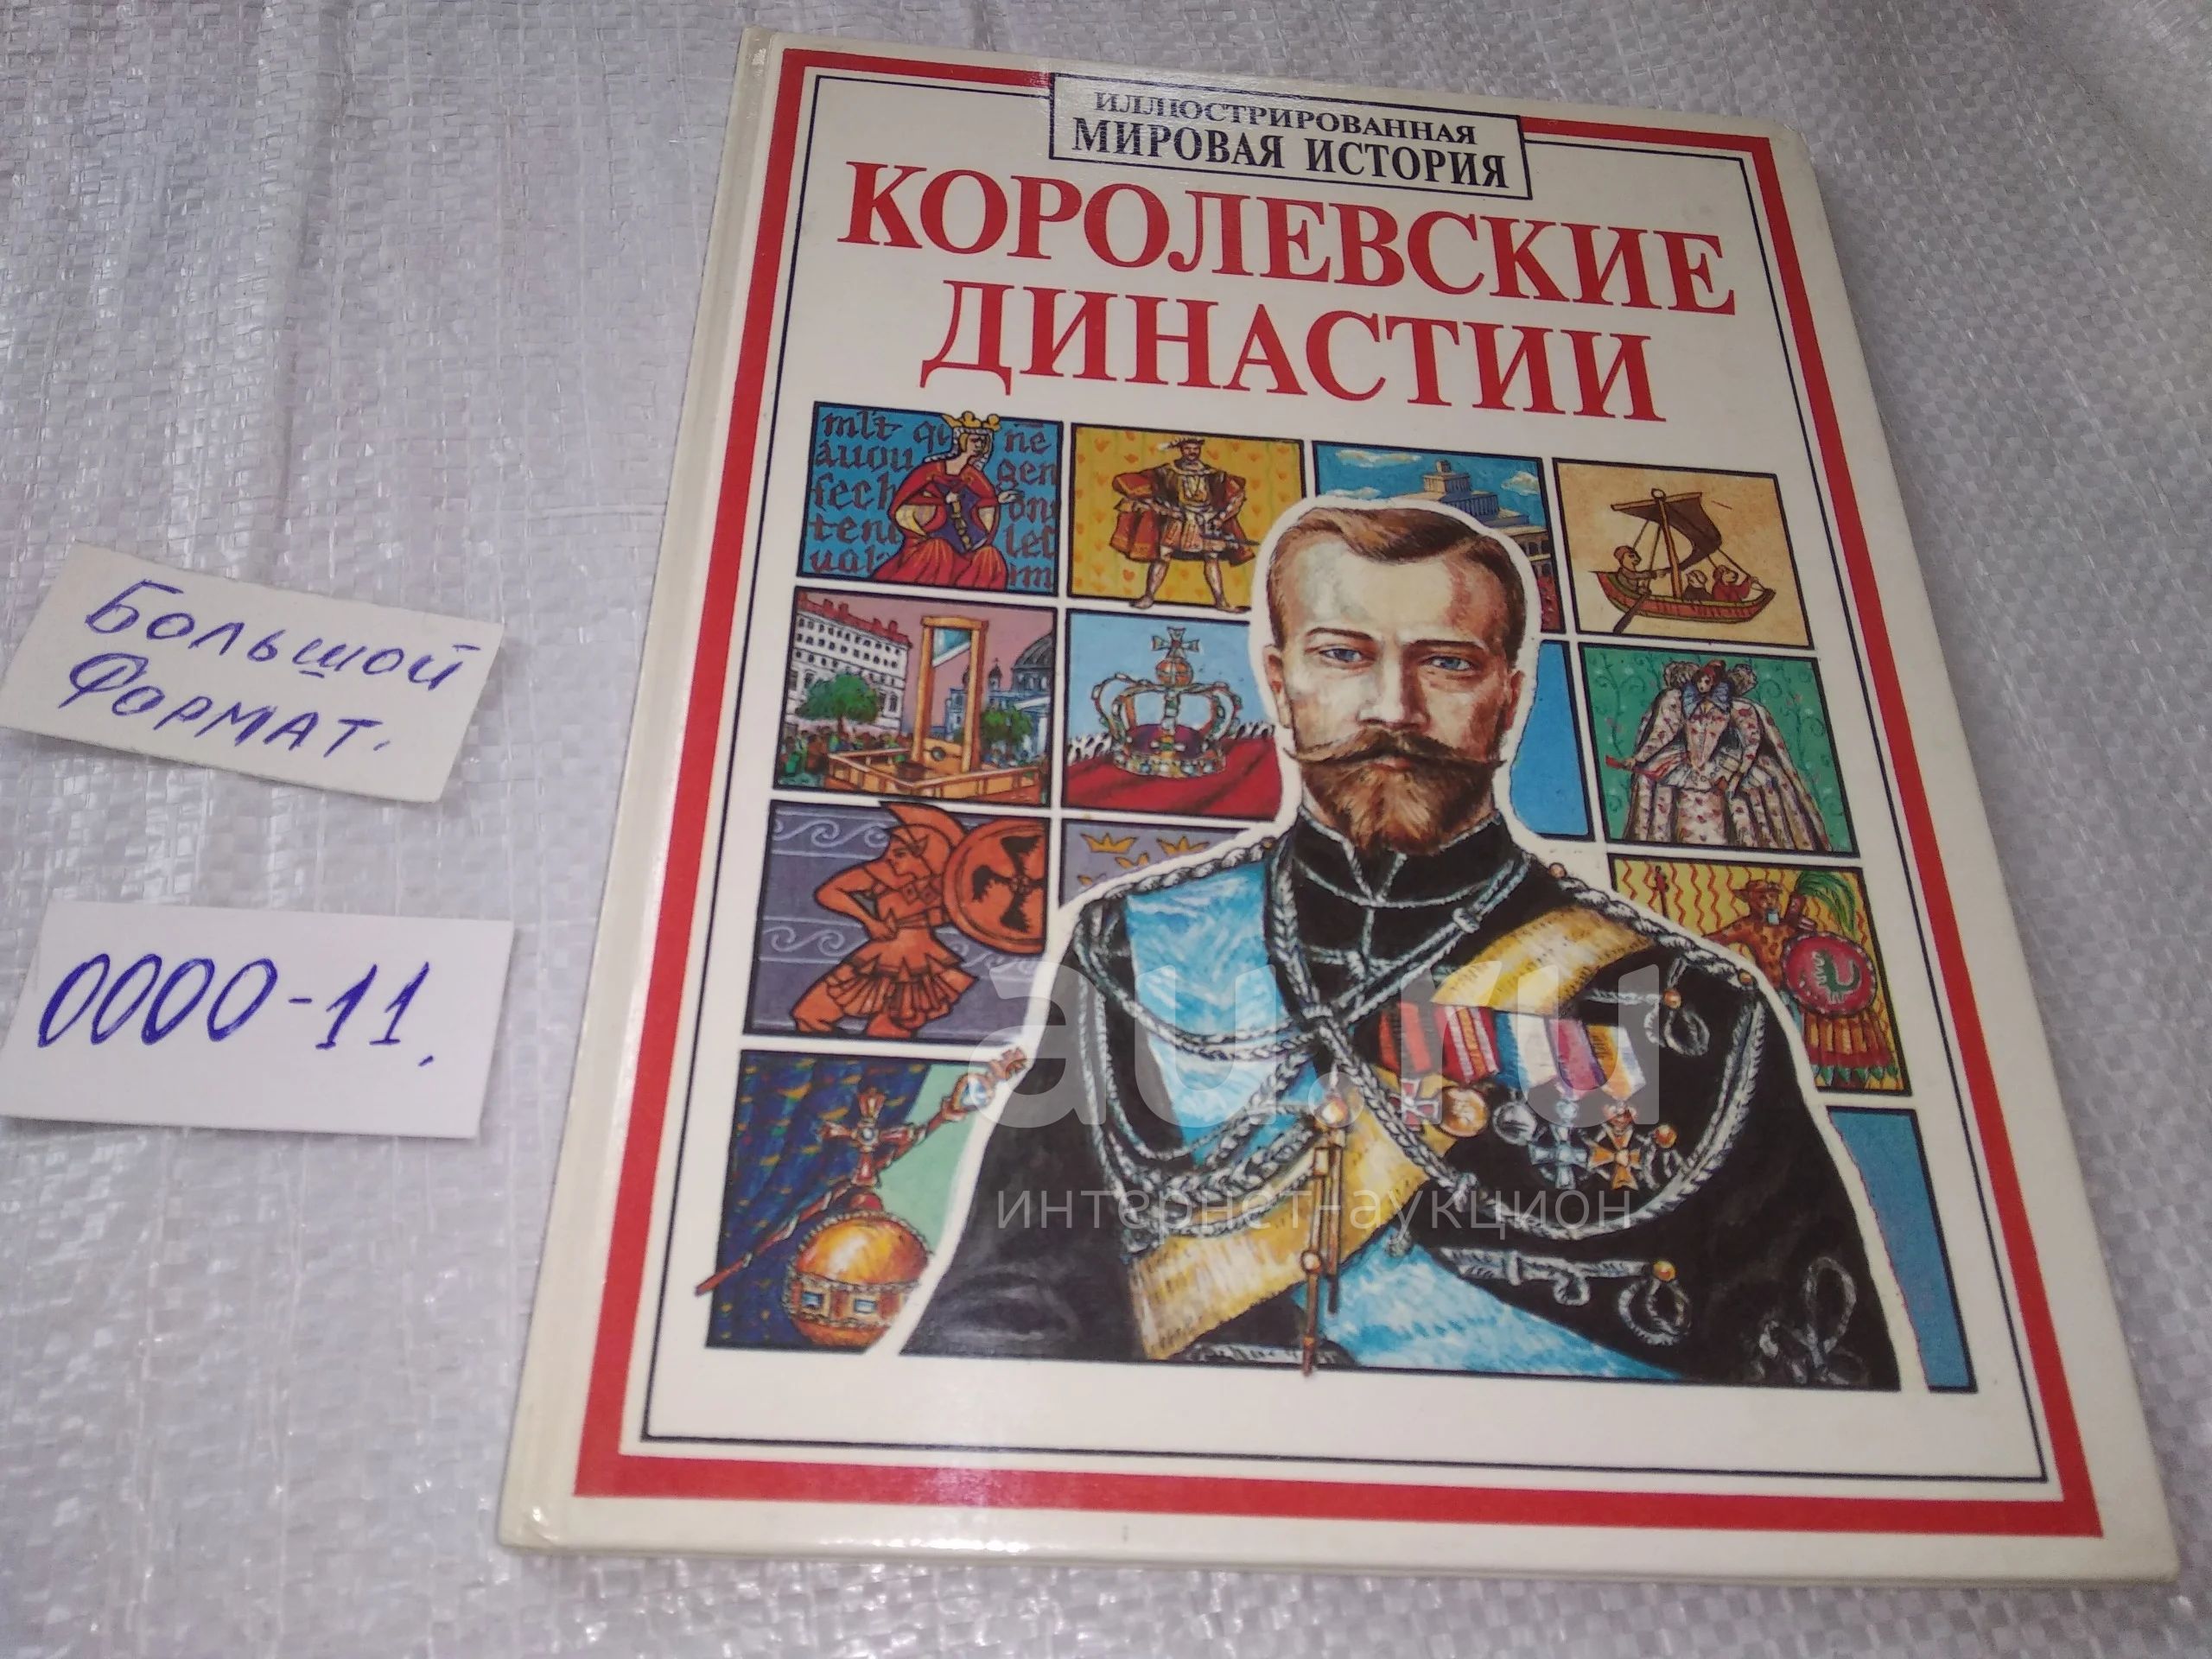 ИЛЛЮСТРИРОВАННАЯ
МИРОВАЯ ИСТОРИЯ
КОРОЛЕВСКИЕ
ДИНАСТИИ
Большой
Формат.
0000-11.
au.ru
интернет-аукцион